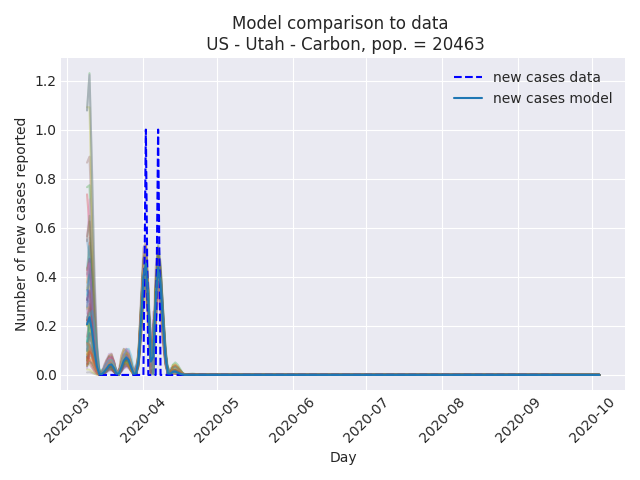 Model comparison to data
US - Utah - Carbon, pop. = 20463
new cases data
new cases model
Number of new cases reported
1.2
1.0
0.8
0.6
0.4
0.2
0.0
2020-03
2020-04
2020-05
2020-06
2020-07
2020-08
2020-09
2020-10
Day